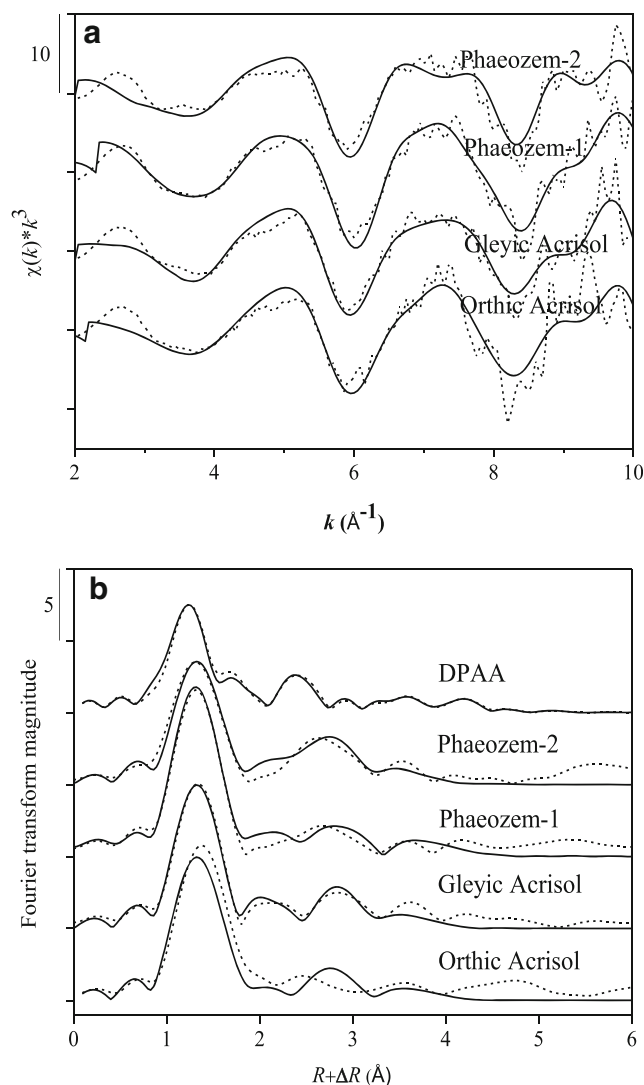 a
10
Phaeozem-2
Phaeozem-1
Gleyic Acrisol
Orthic Acrisol
χ(k)*k³
2 4 6 8 10
k (Å⁻¹)
b
5
DPAA
Phaeozem-2
Phaeozem-1
Gleyic Acrisol
Orthic Acrisol
Fourier transform magnitude
0 1 2 3 4 5 6
R+ΔR (Å)